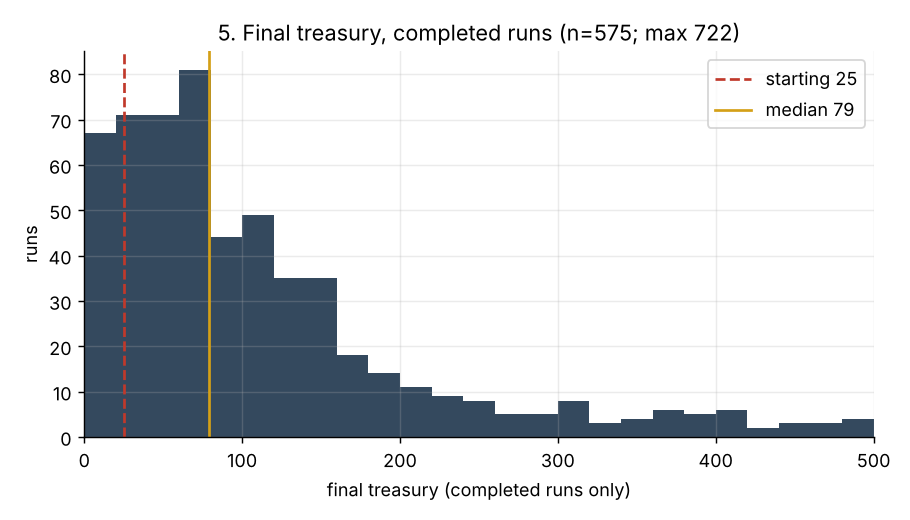 5. Final treasury, completed runs (n=575; max 722)
starting 25
median 79
runs
80
70
60
50
40
30
20
10
0
0 100 200 300 400 500
final treasury (completed runs only)